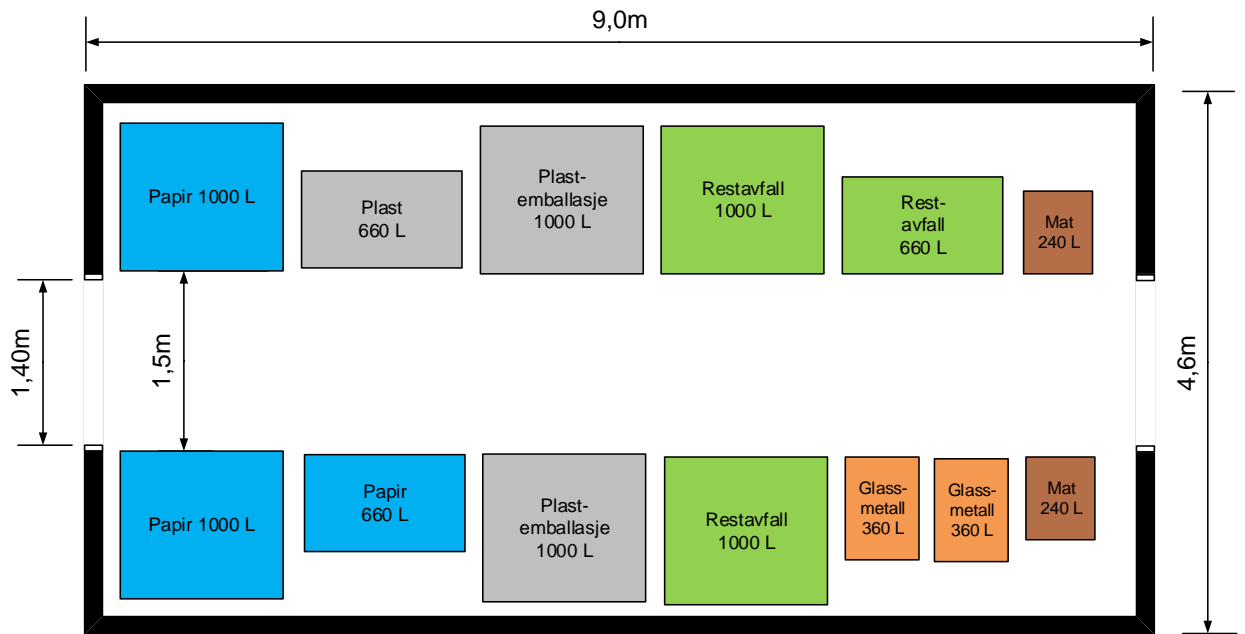 9,0m
Papir 1000 L
Plast
660 L
Plast-
emballasje
1000 L
Restavfall
1000 L
Rest-
avfall
660 L
Mat
240 L
1,40m
1,5m
4,6m
Papir 1000 L
Papir
660 L
Plast-
emballasje
1000 L
Restavfall
1000 L
Glass-
metall
360 L
Glass-
metall
360 L
Mat
240 L